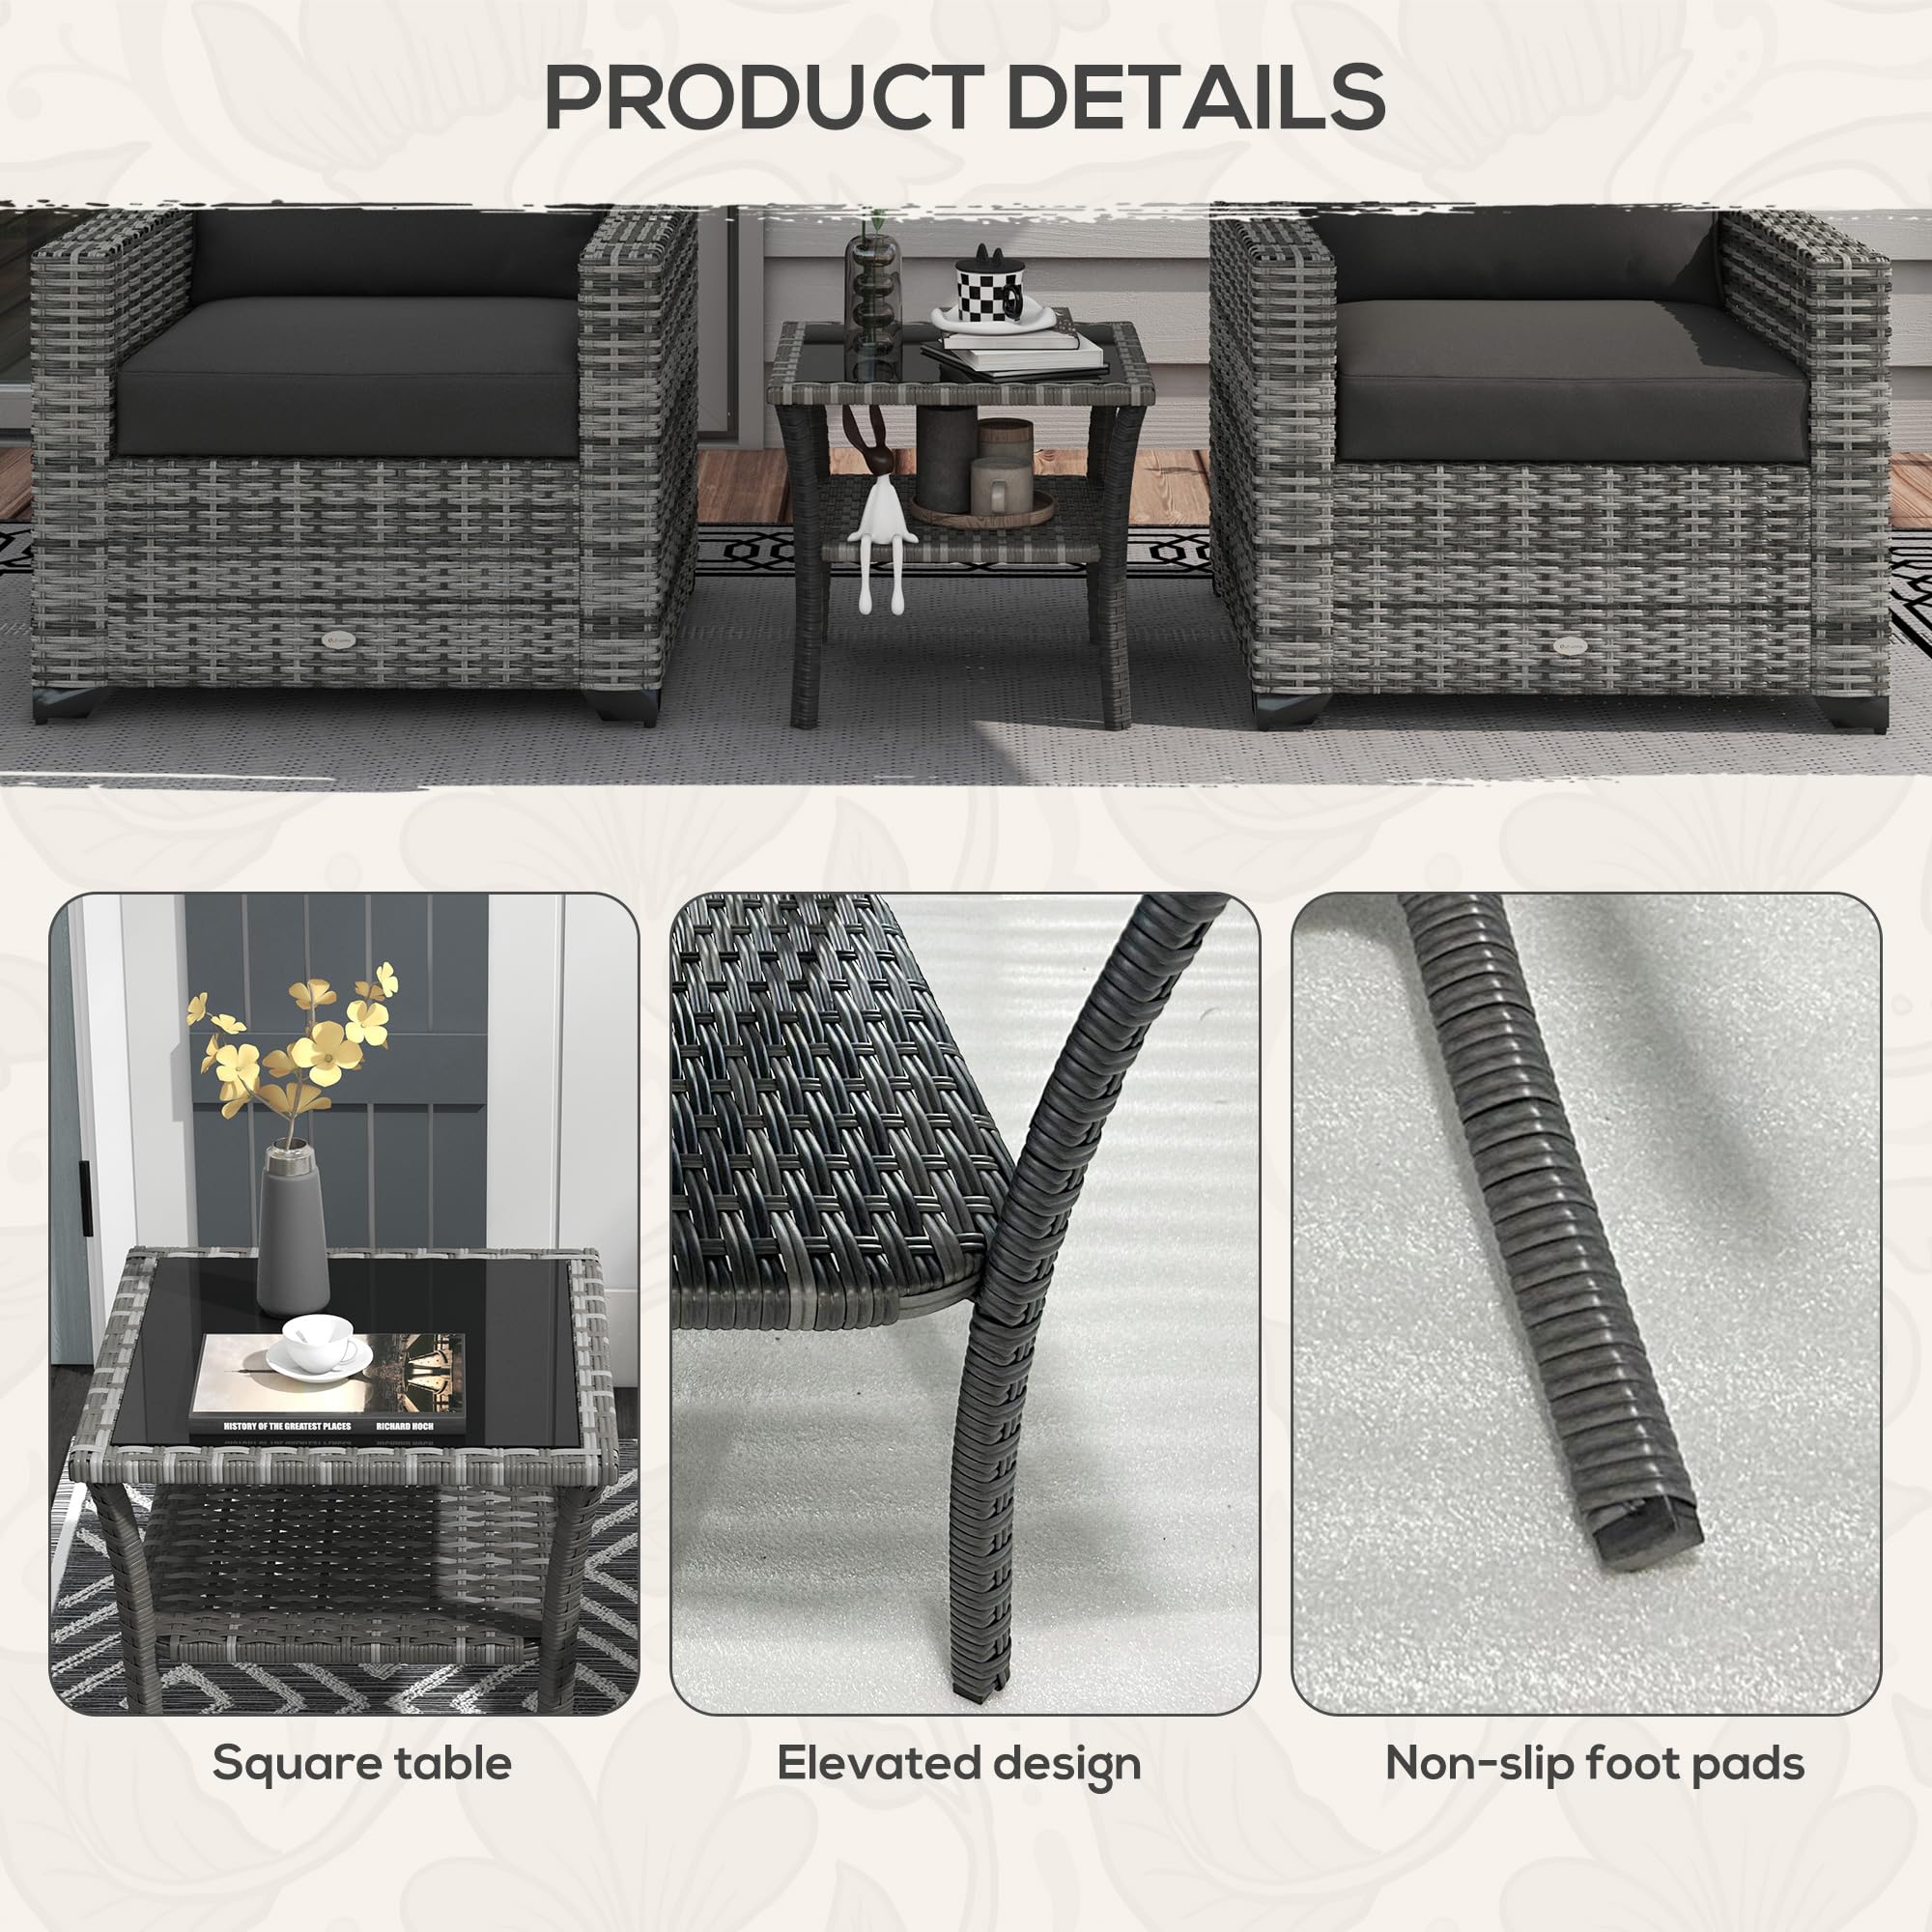 PRODUCT DETAILS
HISTORY OF THE GREATEST PLACES RICHARD HOCH
Square table
Elevated design
Non-slip foot pads